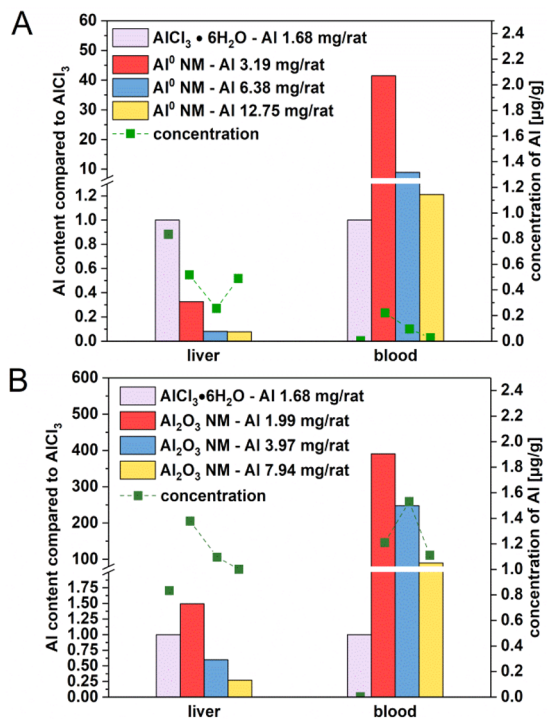 A
Al content compared to AlCl₃
60
50
40
30
20
10
1.2
1.0
0.8
0.6
0.4
0.2
0.0
AlCl₃ • 6H₂O - Al 1.68 mg/rat
Al⁰ NM - Al 3.19 mg/rat
Al⁰ NM - Al 6.38 mg/rat
Al⁰ NM - Al 12.75 mg/rat
concentration
2.4
2.2
2.0
1.8
1.6
1.4
1.2
1.0
0.8
0.6
0.4
0.2
0.0
concentration of Al [µg/g]
liver blood
B
Al content compared to AlCl₃
600
500
400
300
200
100
1.75
1.50
1.25
1.00
0.75
0.50
0.25
0.00
AlCl₃•6H₂O - Al 1.68 mg/rat
Al₂O₃ NM - Al 1.99 mg/rat
Al₂O₃ NM - Al 3.97 mg/rat
Al₂O₃ NM - Al 7.94 mg/rat
concentration
2.4
2.2
2.0
1.8
1.6
1.4
1.2
1.0
0.8
0.6
0.4
0.2
0.0
concentration of Al [µg/g]
liver blood